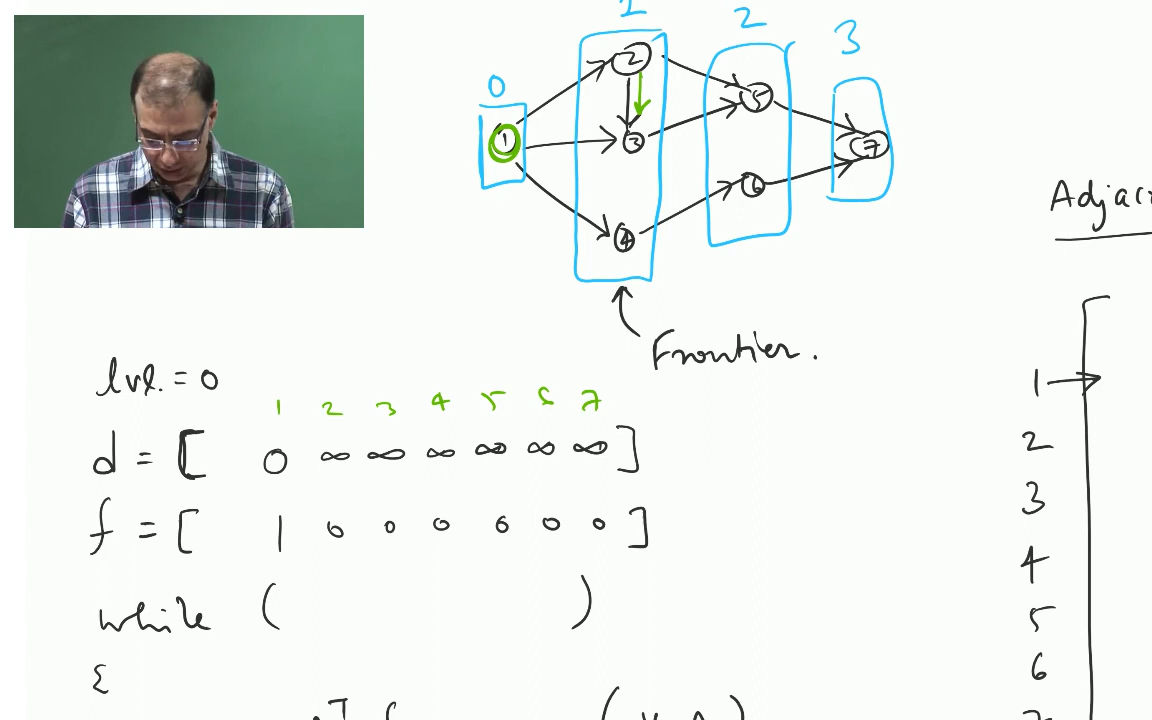 1
2
3
0
2
5
1
3
7
6
4
Adjac
Frontier.
lvl. = 0
1 2 3 4 5 6 7
d = [ 0 ∞ ∞ ∞ ∞ ∞ ∞ ]
f = [ 1 0 0 0 0 0 0 ]
while ( )
{
1
2
3
4
5
6